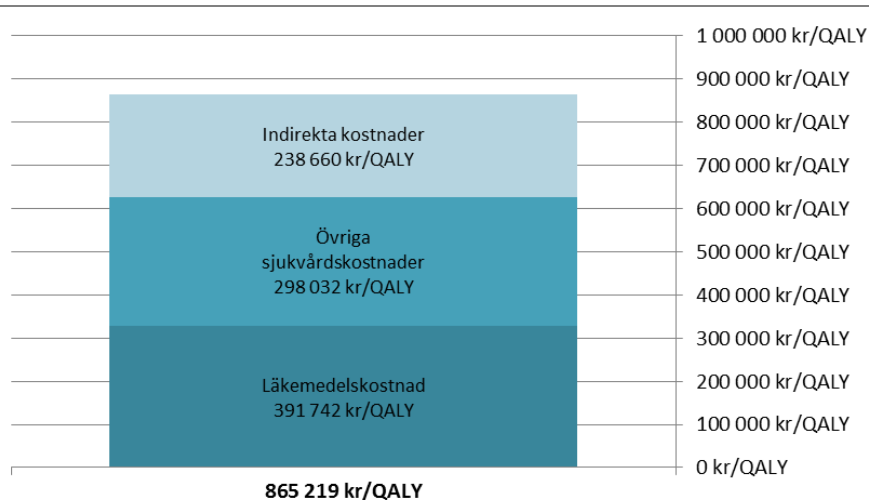 1 000 000 kr/QALY
900 000 kr/QALY
800 000 kr/QALY
700 000 kr/QALY
600 000 kr/QALY
500 000 kr/QALY
400 000 kr/QALY
300 000 kr/QALY
200 000 kr/QALY
100 000 kr/QALY
0 kr/QALY
Indirekta kostnader
238 660 kr/QALY
Övriga
sjukvårdskostnader
298 032 kr/QALY
Läkemedelskostnad
391 742 kr/QALY
865 219 kr/QALY